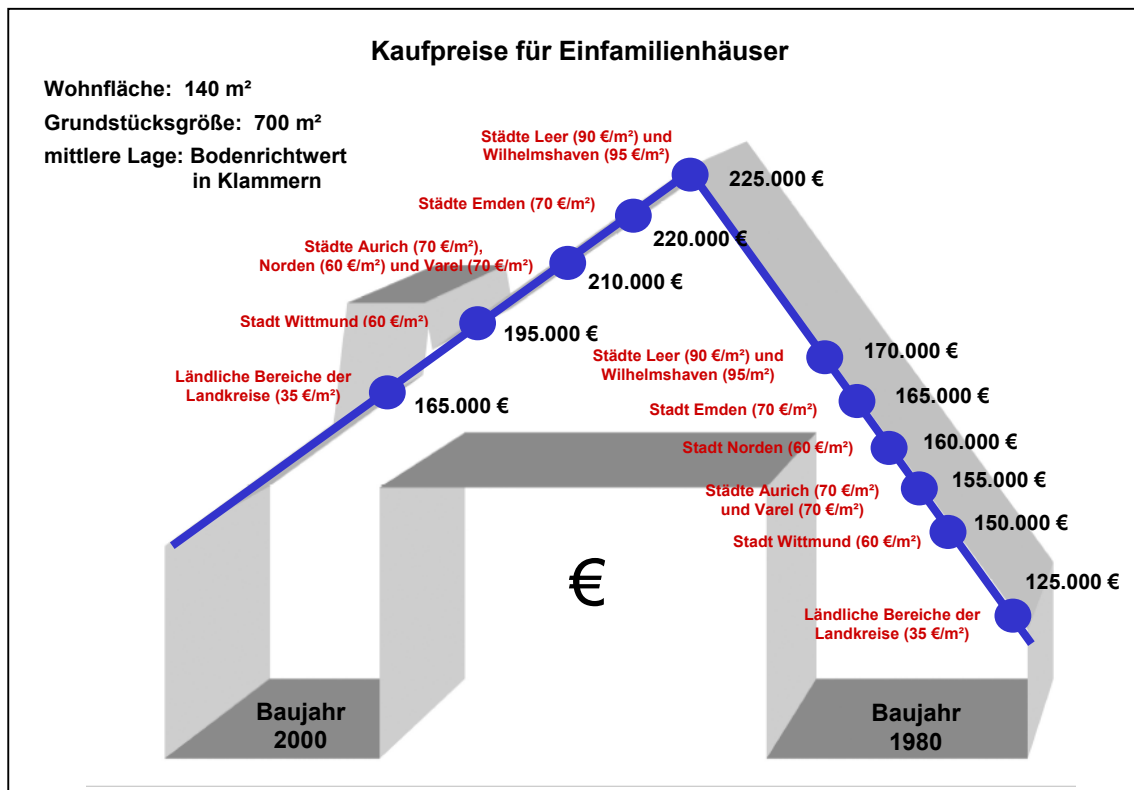 Kaufpreise für Einfamilienhäuser
Wohnfläche: 140 m²
Grundstücksgröße: 700 m²
mittlere Lage: Bodenrichtwert
in Klammern
Städte Leer (90 €/m²) und
Wilhelmshaven (95 €/m²)
225.000 €
Städte Emden (70 €/m²)
220.000 €
Städte Aurich (70 €/m²),
Norden (60 €/m²) und Varel (70 €/m²)
210.000 €
Stadt Wittmund (60 €/m²)
195.000 €
Ländliche Bereiche der
Landkreise (35 €/m²)
165.000 €
Städte Leer (90 €/m²) und
Wilhelmshaven (95/m²)
170.000 €
Stadt Emden (70 €/m²)
165.000 €
Stadt Norden (60 €/m²)
160.000 €
Städte Aurich (70 €/m²)
und Varel (70 €/m²)
155.000 €
Stadt Wittmund (60 €/m²)
150.000 €
Ländliche Bereiche der
Landkreise (35 €/m²)
125.000 €
€
Baujahr
2000
Baujahr
1980